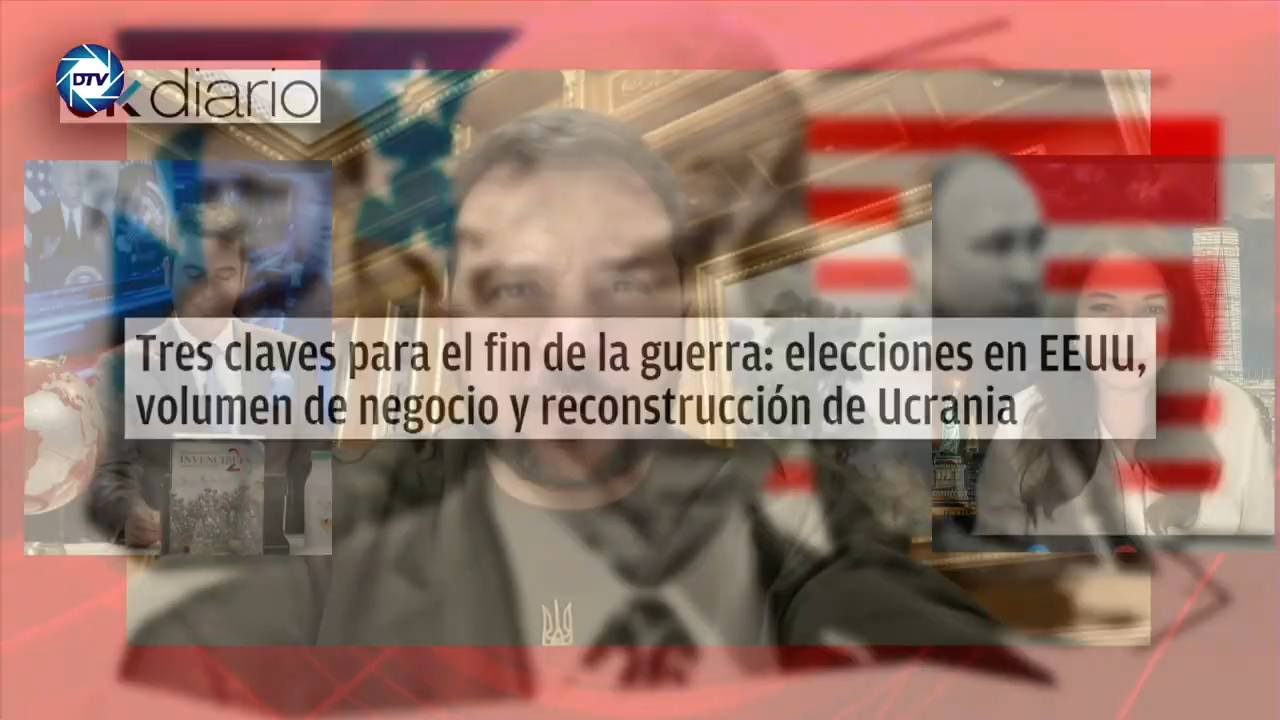 DTV
okdiario
Tres claves para el fin de la guerra: elecciones en EEUU,
volumen de negocio y reconstrucción de Ucrania
INVENCIBLES
2